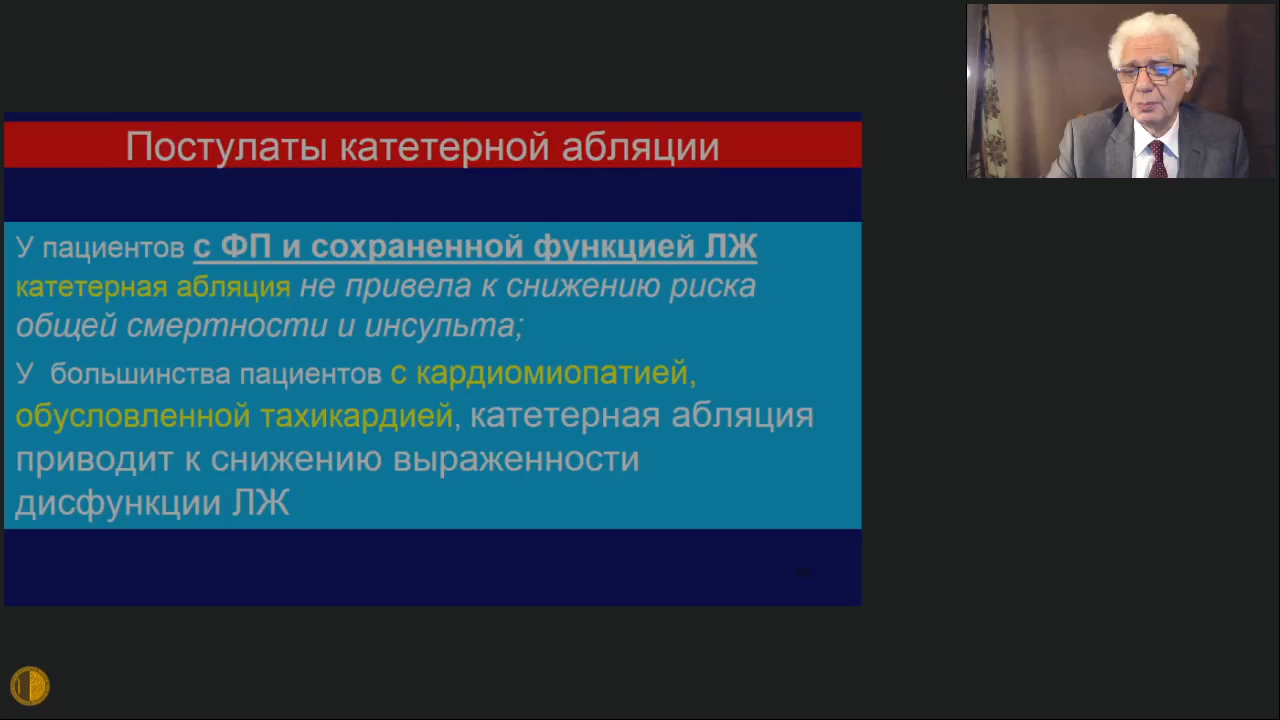 Постулаты катетерной абляции
У пациентов с ФП и сохраненной функцией ЛЖ
катетерная абляция не привела к снижению риска
общей смертности и инсульта;
У большинства пациентов с кардиомиопатией,
обусловленной тахикардией, катетерная абляция
приводит к снижению выраженности
дисфункции ЛЖ